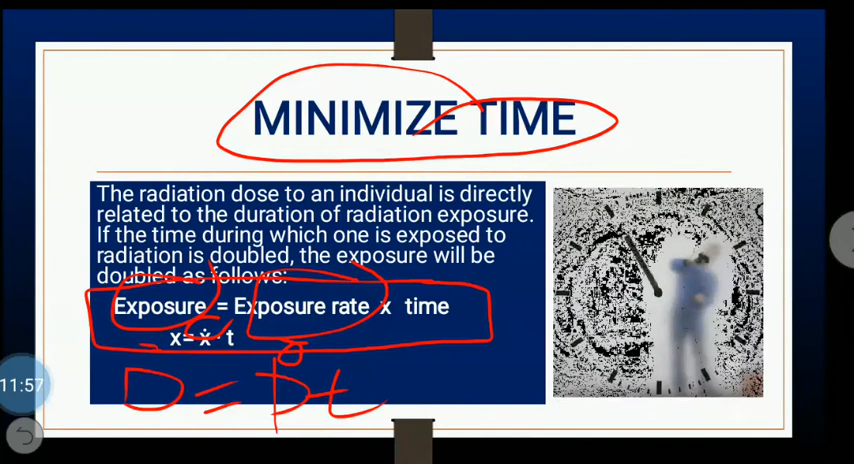 MINIMIZE TIME
The radiation dose to an individual is directly
related to the duration of radiation exposure.
If the time during which one is exposed to
radiation is doubled, the exposure will be
doubled as follows:
Exposure = Exposure rate x time
x=ẋ · t
D = Ḋt
11:57